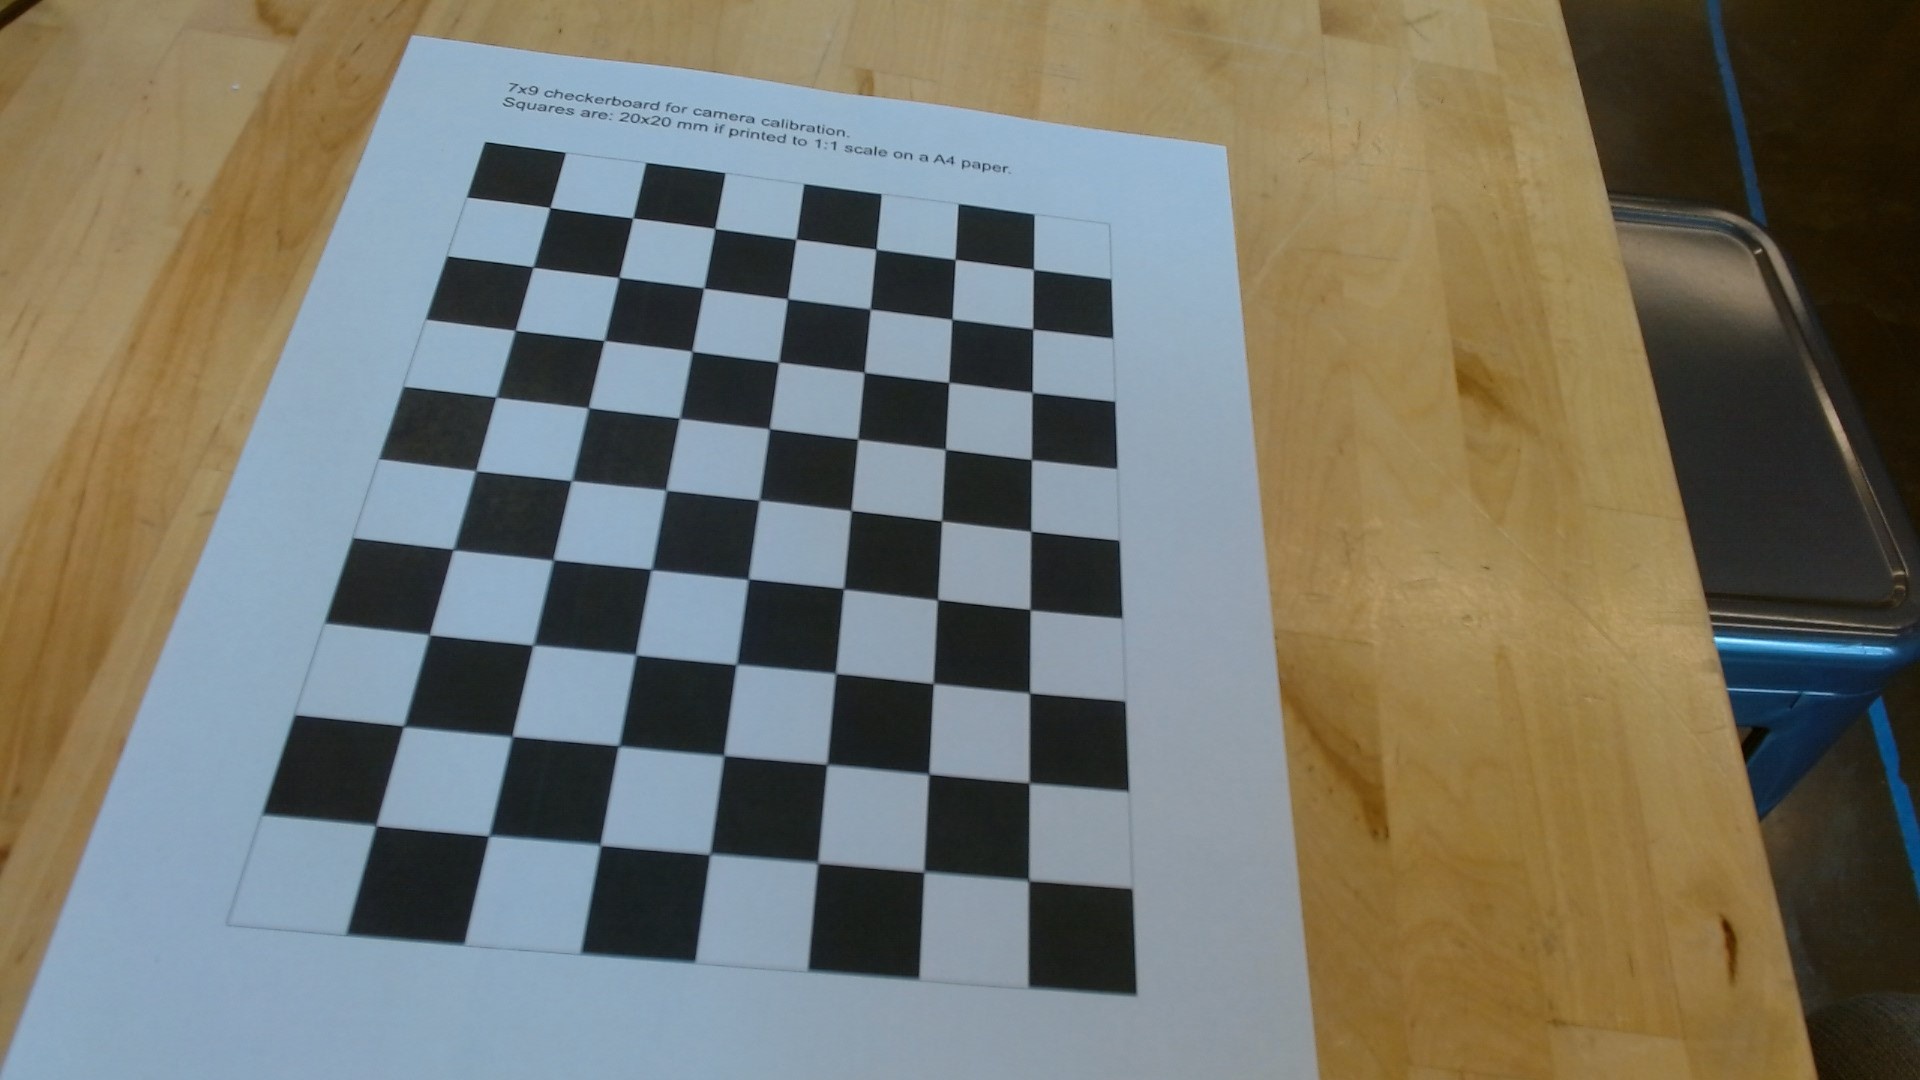 7x9 checkerboard for camera calibration.
Squares are: 20x20 mm if printed to 1:1 scale on a A4 paper.